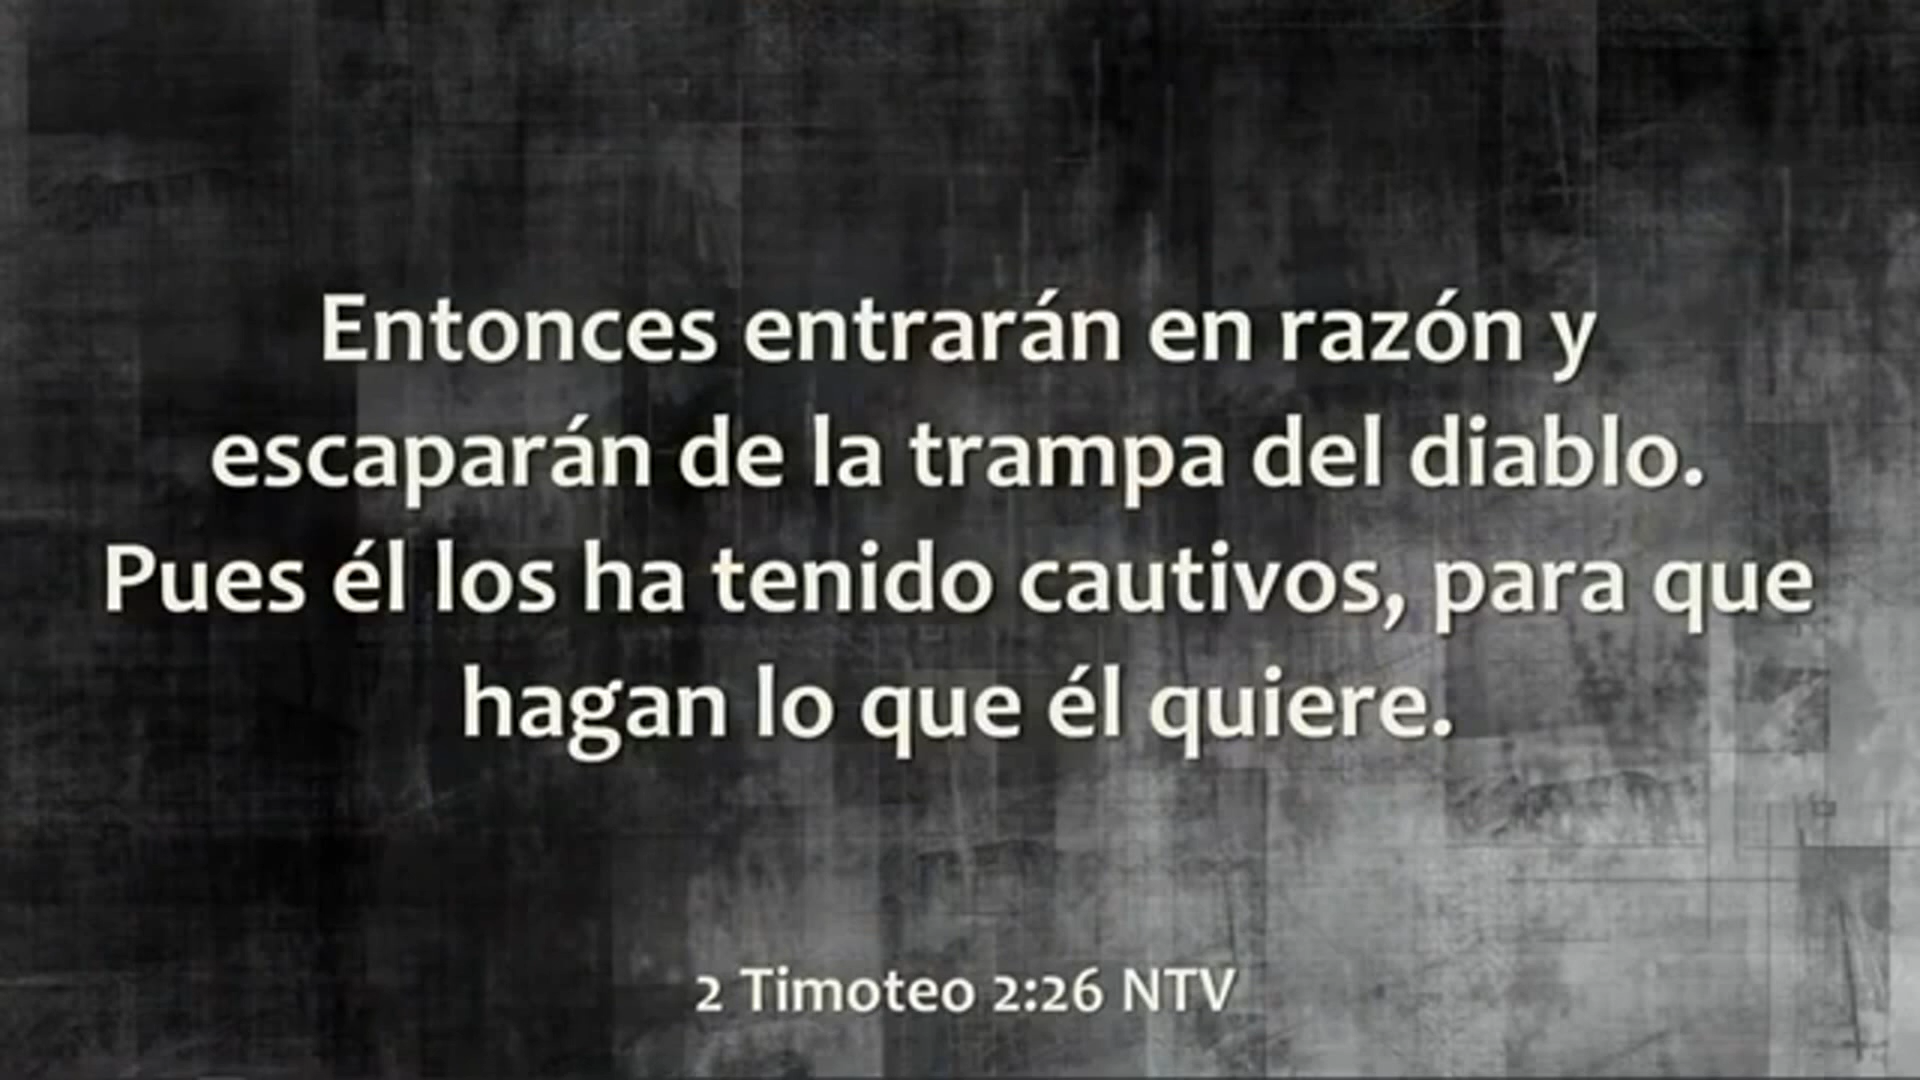 Entonces entrarán en razón y
escaparán de la trampa del diablo.
Pues él los ha tenido cautivos, para que
hagan lo que él quiere.
2 Timoteo 2:26 NTV